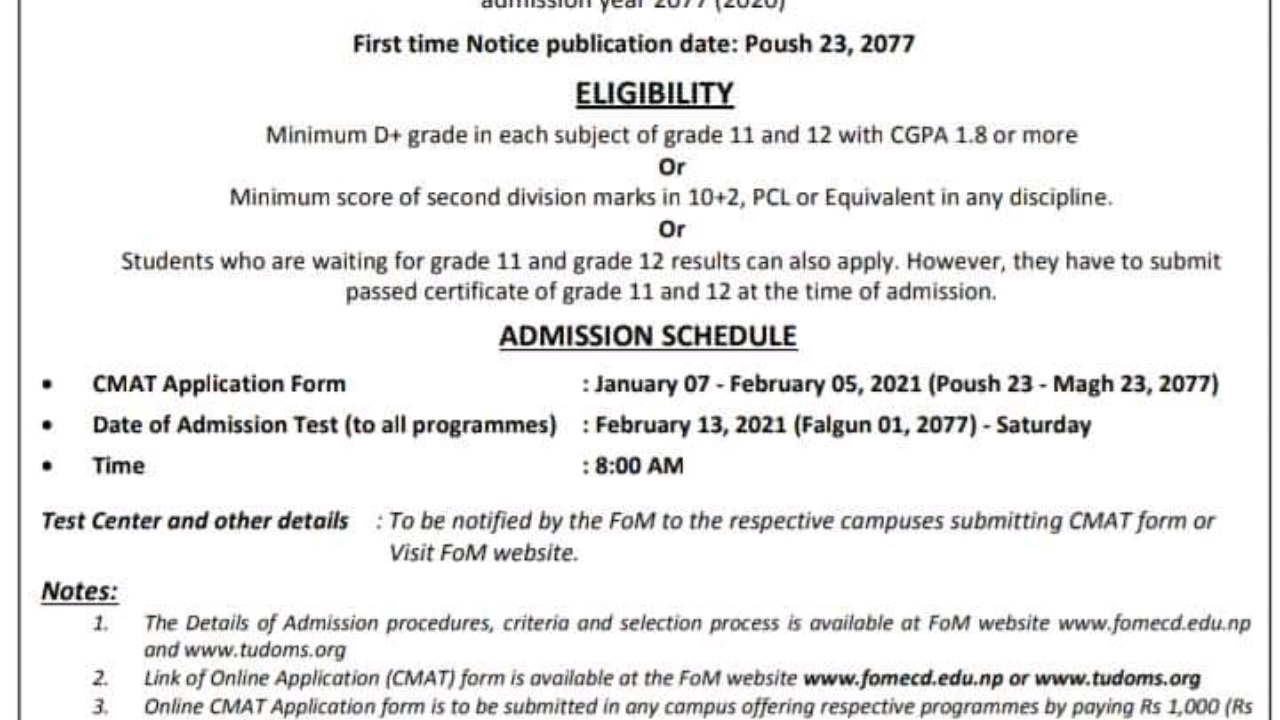 admission year 2077 (2020)
First time Notice publication date: Poush 23, 2077
ELIGIBILITY
Minimum D+ grade in each subject of grade 11 and 12 with CGPA 1.8 or more
Or
Minimum score of second division marks in 10+2, PCL or Equivalent in any discipline.
Or
Students who are waiting for grade 11 and grade 12 results can also apply. However, they have to submit
passed certificate of grade 11 and 12 at the time of admission.
ADMISSION SCHEDULE
• CMAT Application Form : January 07 - February 05, 2021 (Poush 23 - Magh 23, 2077)
• Date of Admission Test (to all programmes) : February 13, 2021 (Falgun 01, 2077) - Saturday
• Time : 8:00 AM
Test Center and other details : To be notified by the FoM to the respective campuses submitting CMAT form or
Visit FoM website.
Notes:
1. The Details of Admission procedures, criteria and selection process is available at FoM website www.fomecd.edu.np
and www.tudoms.org
2. Link of Online Application (CMAT) form is available at the FoM website www.fomecd.edu.np or www.tudoms.org
3. Online CMAT Application form is to be submitted in any campus offering respective programmes by paying Rs 1,000 (Rs